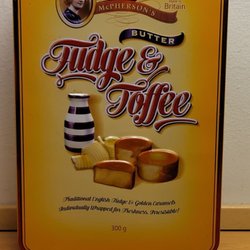 McPHERSON'S
Britain
BUTTER
Fudge &
Toffee
Traditional English Fudge & Golden Caramels
Individually Wrapped for Freshness, Irresistible!
300 g